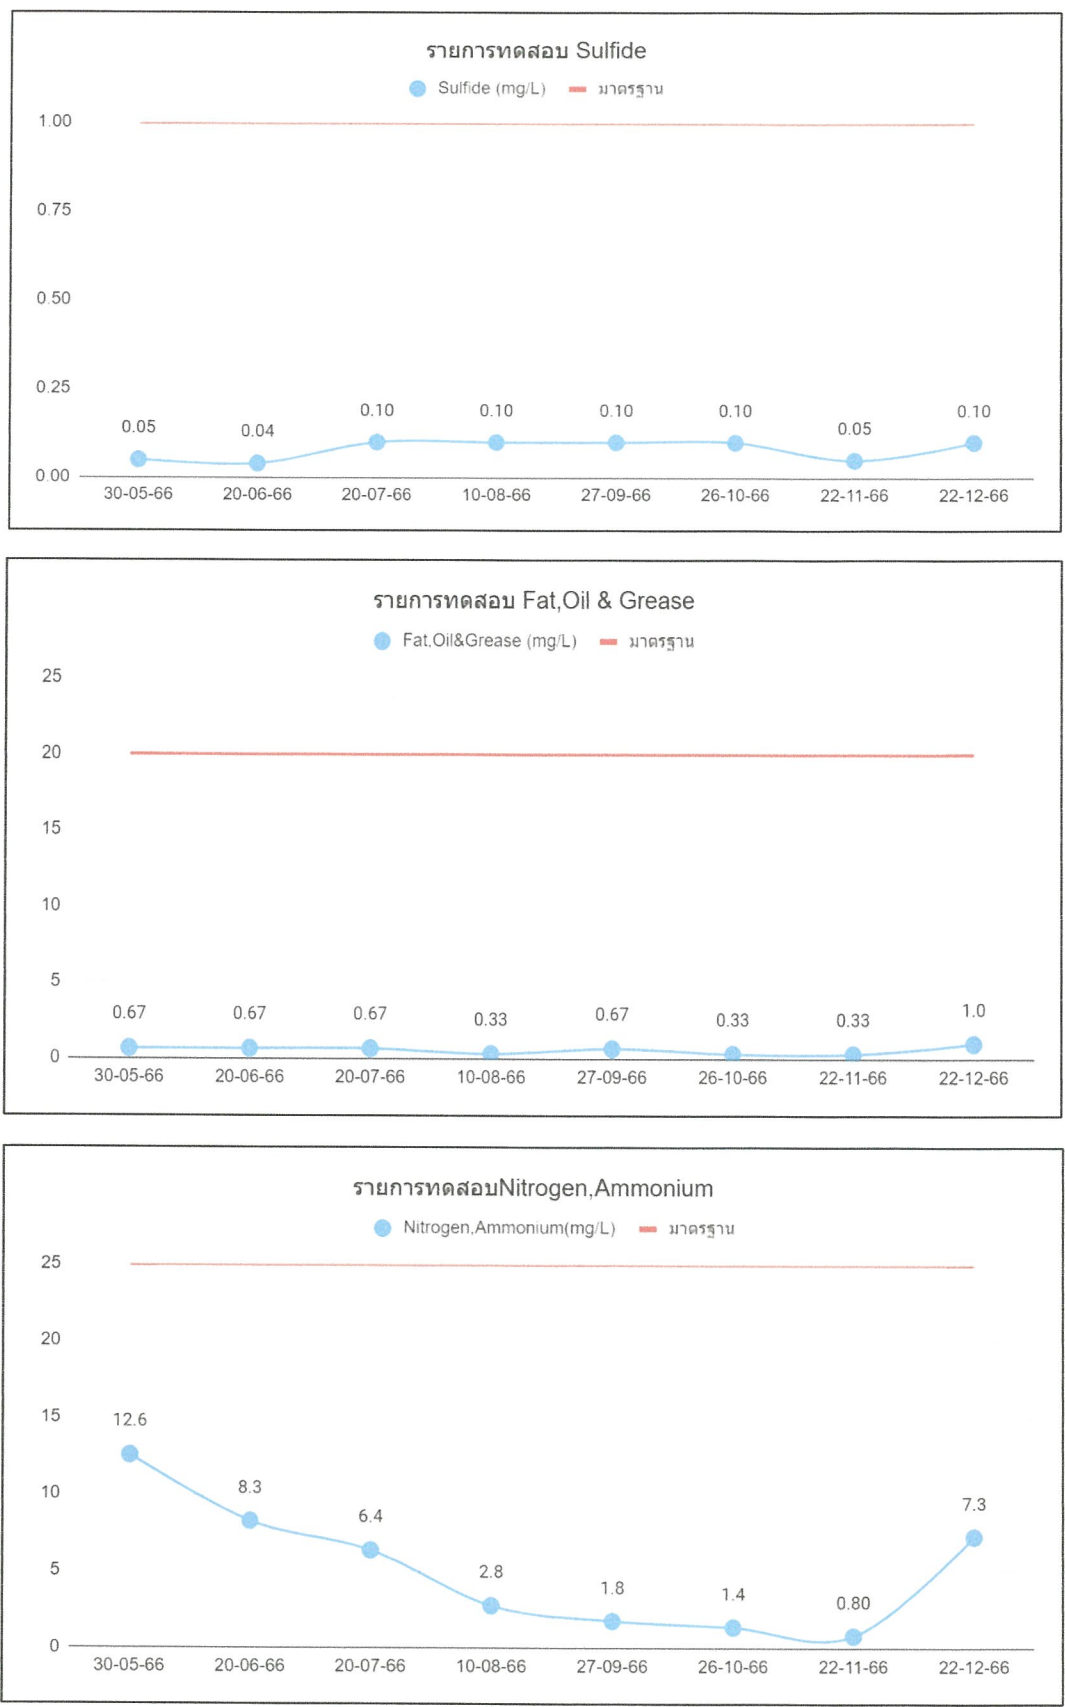 รายการทดสอบ Sulfide
Sulfide (mg/L) มาตรฐาน
1.00
0.75
0.50
0.25
0.00
0.05 0.04 0.10 0.10 0.10 0.10 0.05 0.10
30-05-66 20-06-66 20-07-66 10-08-66 27-09-66 26-10-66 22-11-66 22-12-66
รายการทดสอบ Fat,Oil & Grease
Fat,Oil&Grease (mg/L) มาตรฐาน
25
20
15
10
5
0
0.67 0.67 0.67 0.33 0.67 0.33 0.33 1.0
30-05-66 20-06-66 20-07-66 10-08-66 27-09-66 26-10-66 22-11-66 22-12-66
รายการทดสอบNitrogen,Ammonium
Nitrogen,Ammonium(mg/L) มาตรฐาน
25
20
15
10
5
0
12.6 8.3 6.4 2.8 1.8 1.4 0.80 7.3
30-05-66 20-06-66 20-07-66 10-08-66 27-09-66 26-10-66 22-11-66 22-12-66